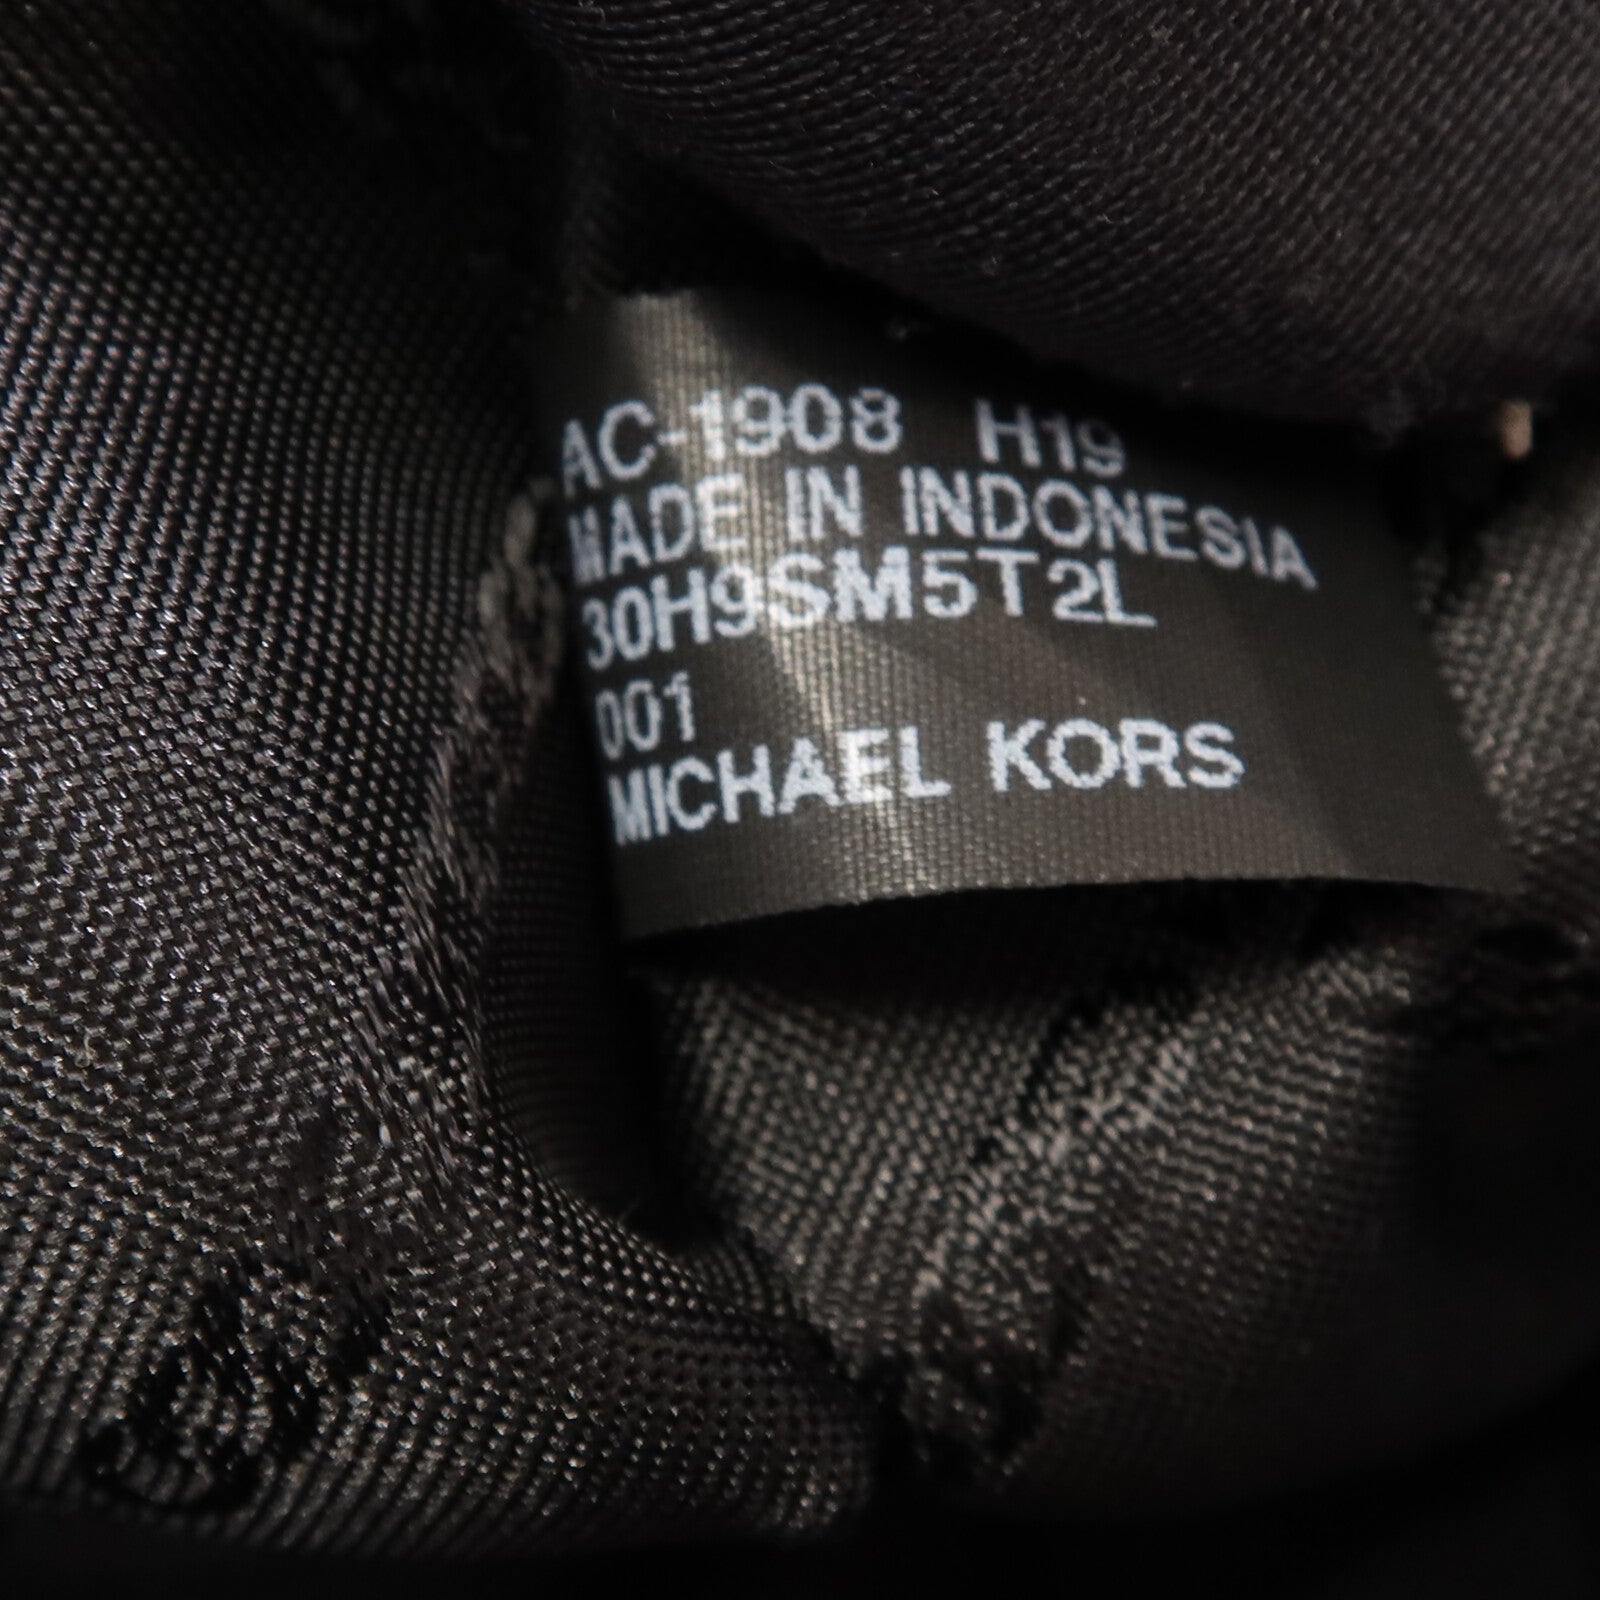 AC-1908 H19
MADE IN INDONESIA
30H9SM5T2L
001
MICHAEL KORS